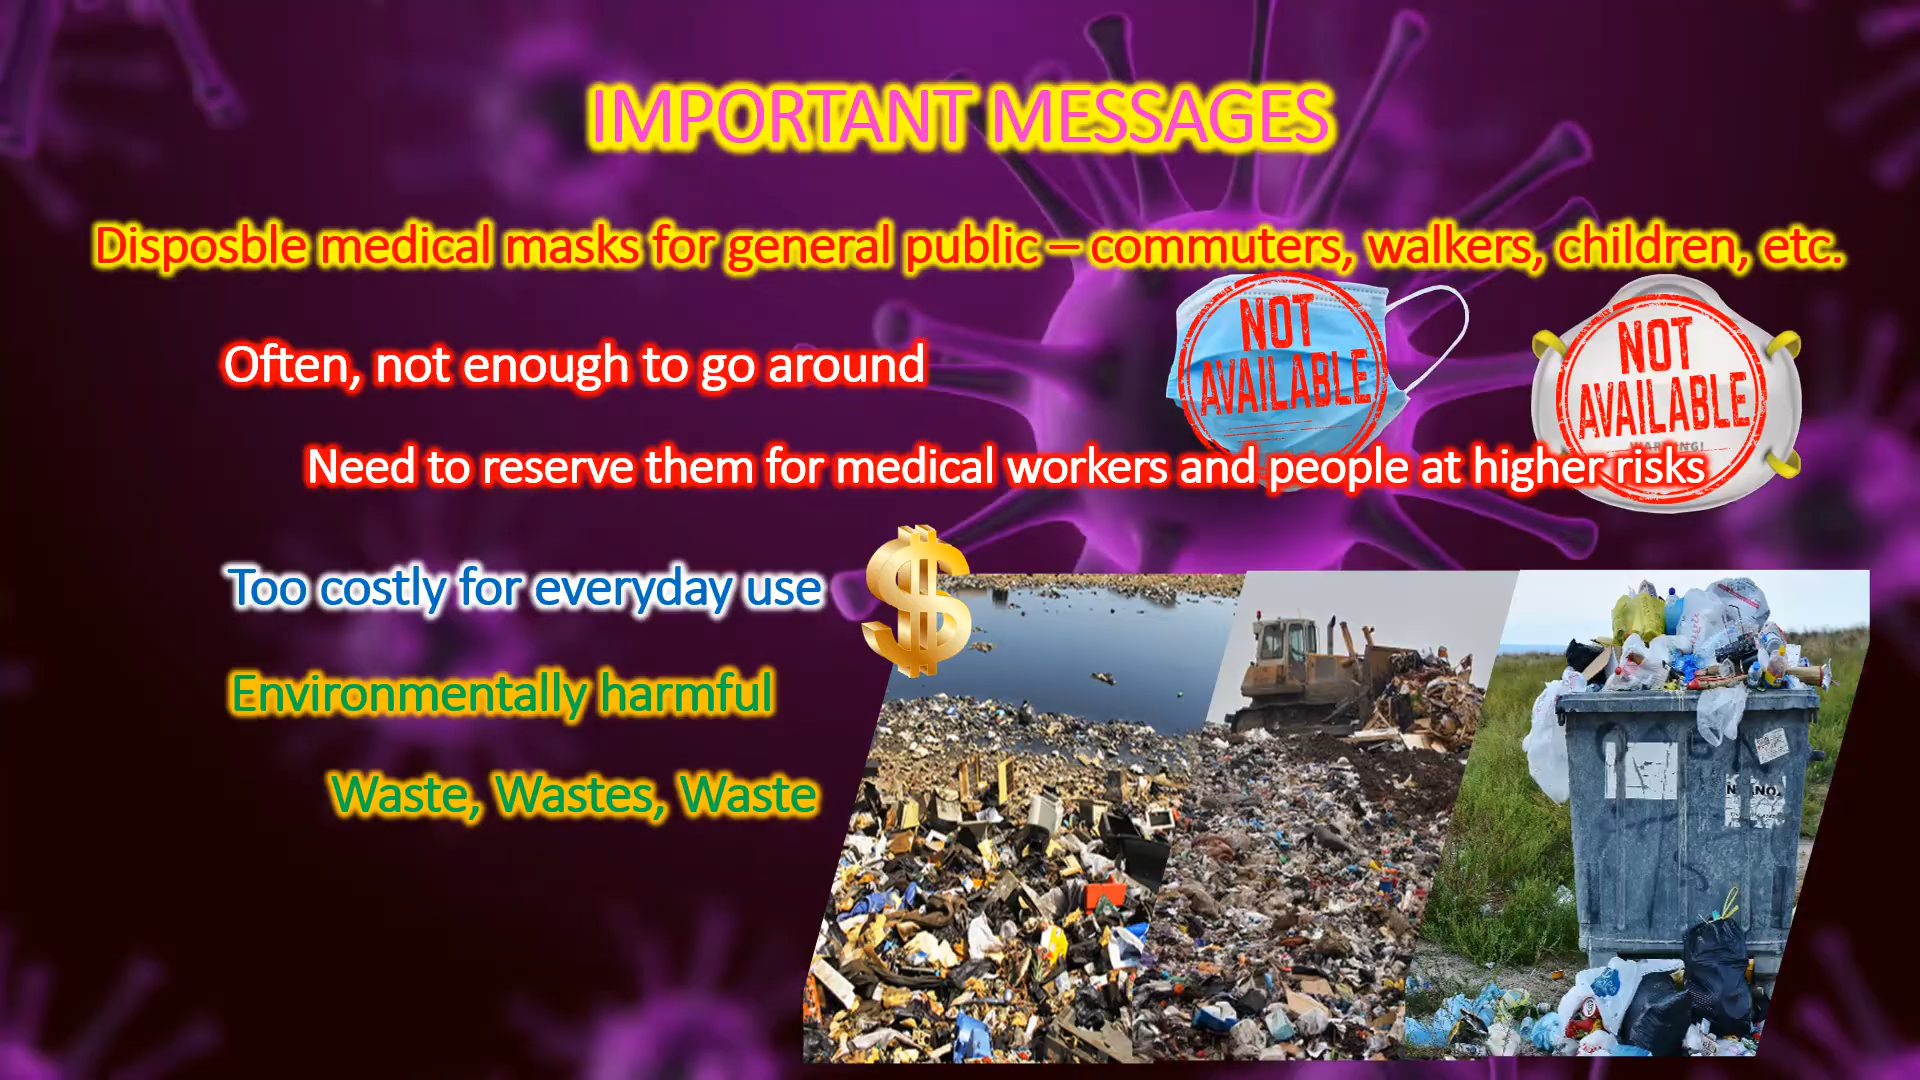 IMPORTANT MESSAGES
Disposble medical masks for general public – commuters, walkers, children, etc.
NOT
AVAILABLE
NOT
AVAILABLE
Often, not enough to go around
Need to reserve them for medical workers and people at higher risks
$
Too costly for everyday use
Environmentally harmful
Waste, Wastes, Waste